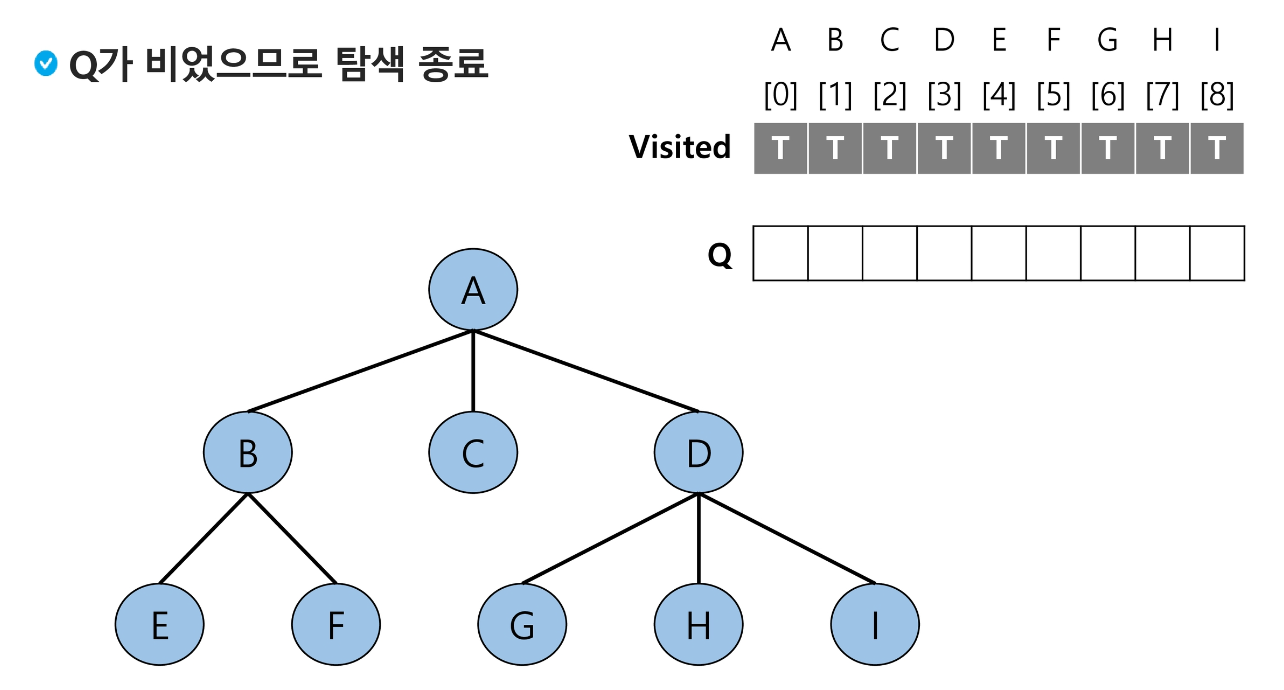 Q가 비었으므로 탐색 종료
A B C D E F G H I
[0] [1] [2] [3] [4] [5] [6] [7] [8]
Visited T T T T T T T T T
Q
A
B C D
E F G H I